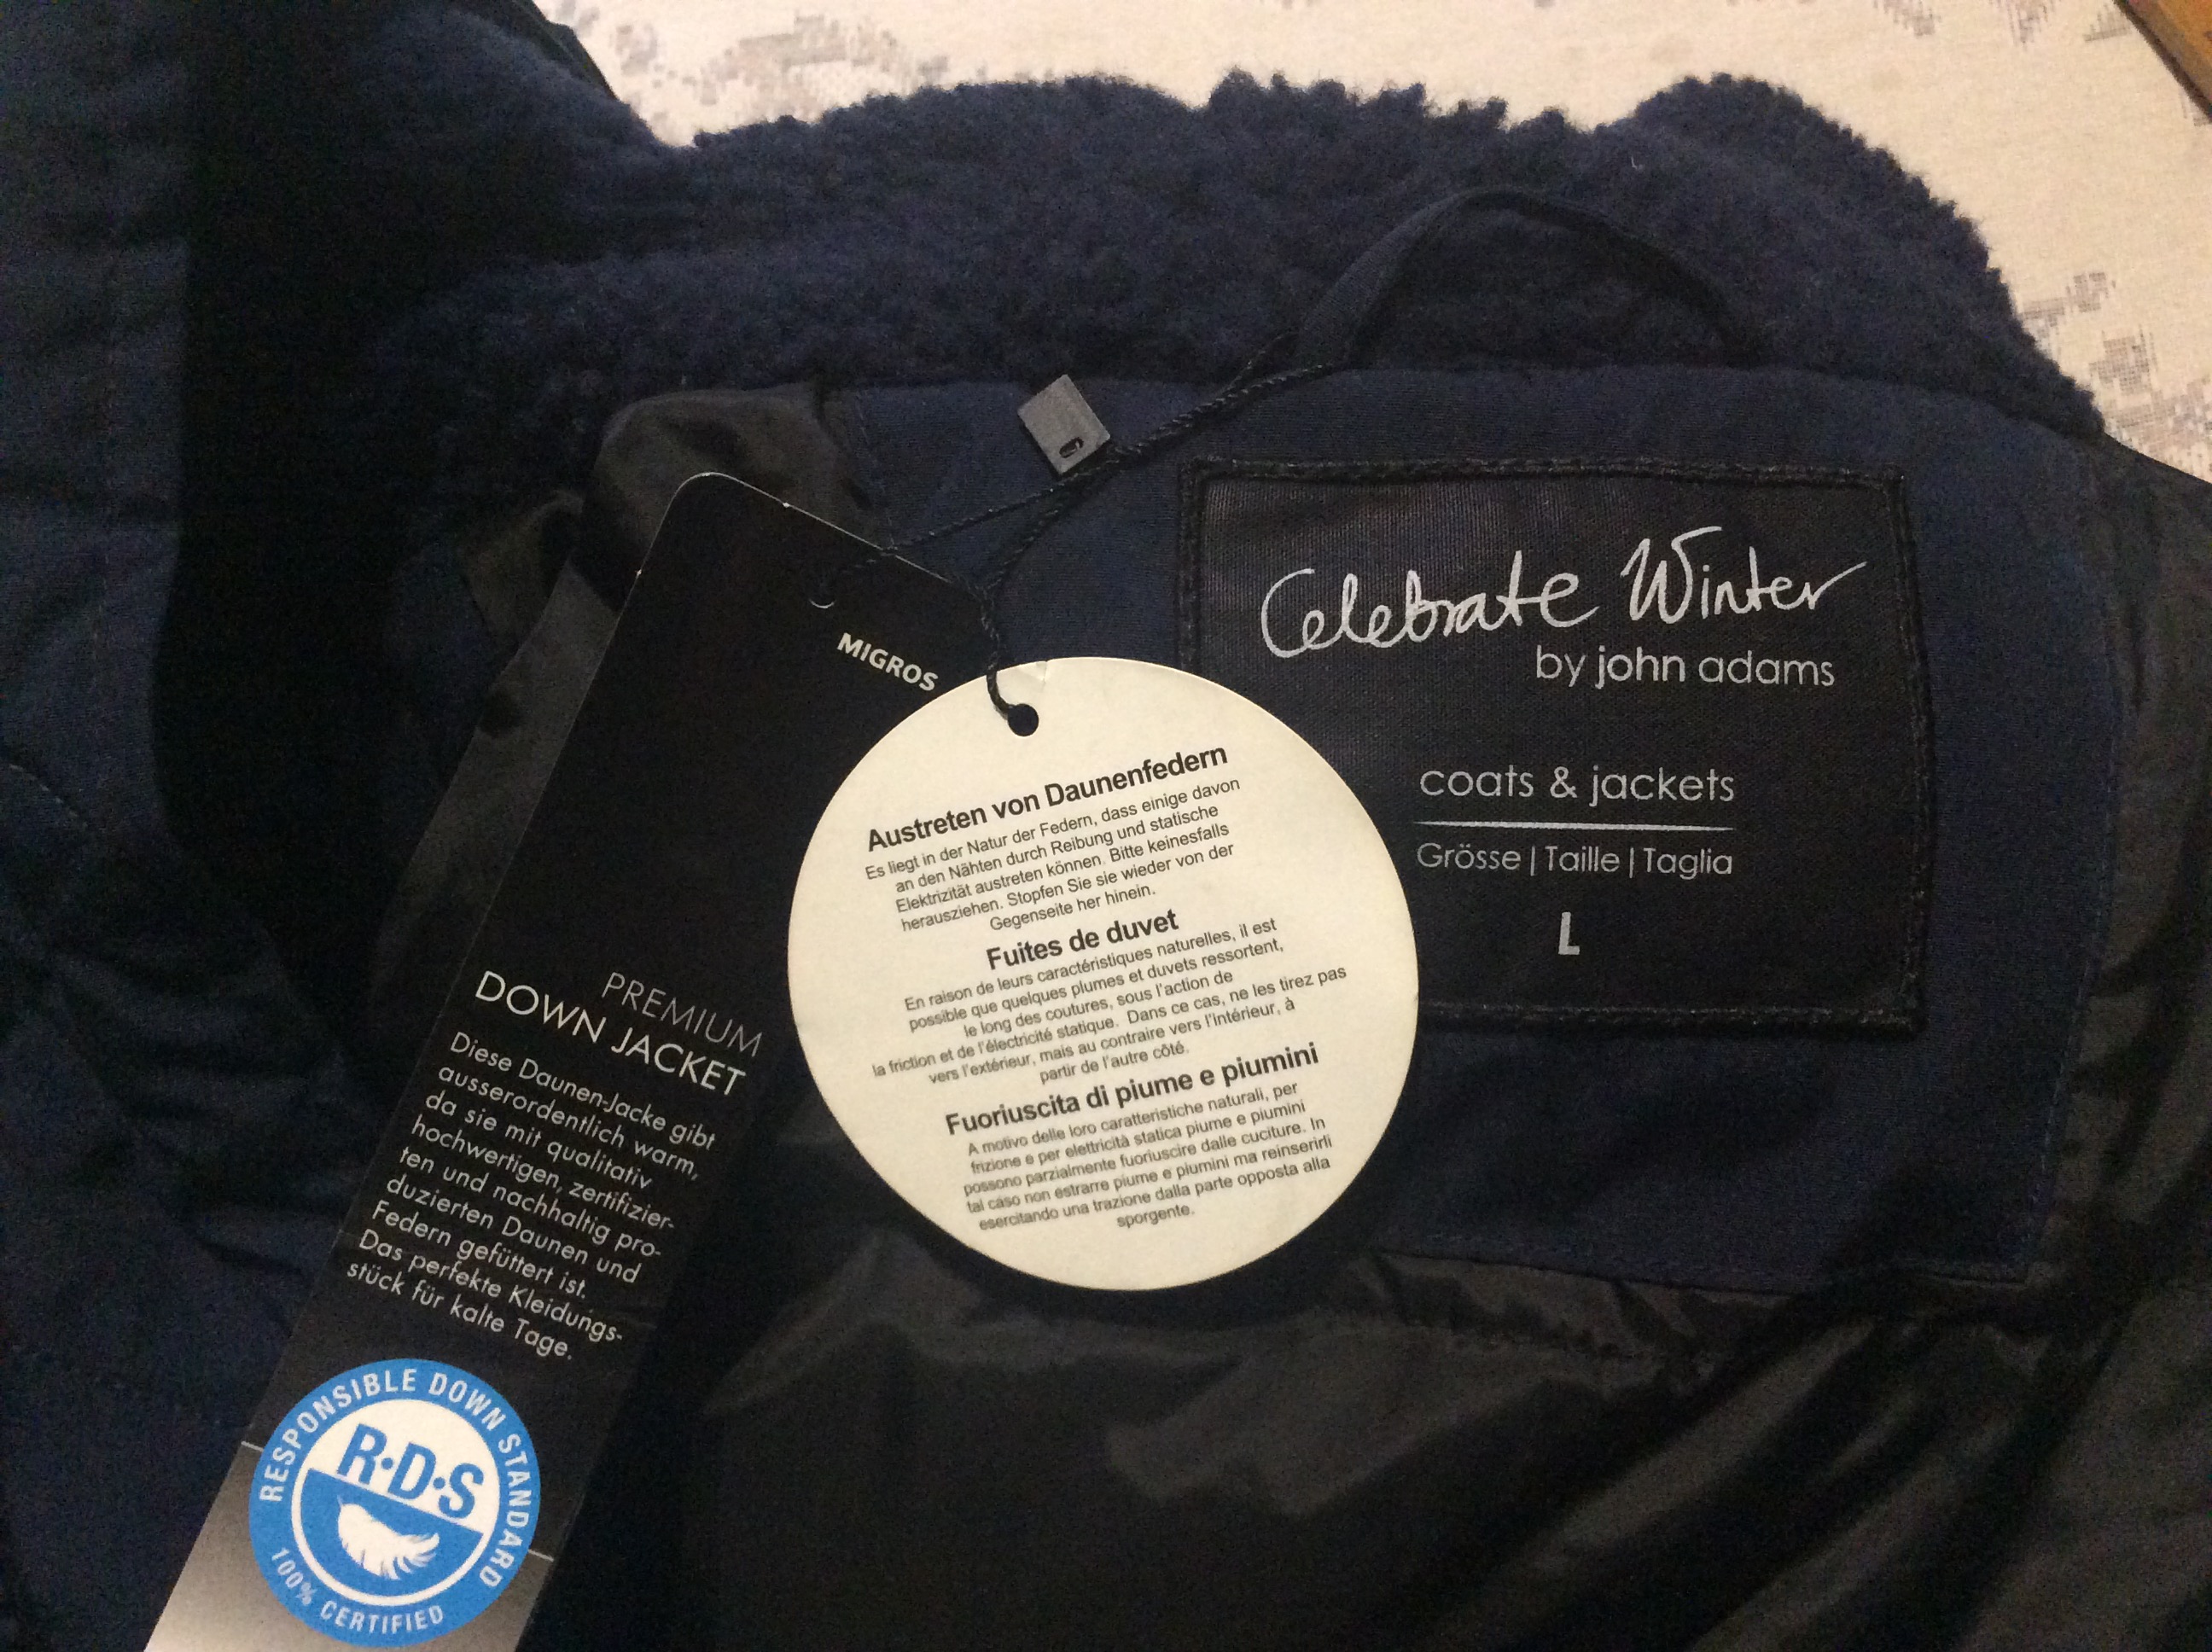 MIGROS
PREMIUM
DOWN JACKET
Diese Daunen-Jacke gibt
ausserordentlich warm,
da sie mit qualitativ
hochwertigen, zertifizier-
ten und nachhaltig pro-
duzierten Daunen und
Federn gefüttert ist.
Das perfekte Kleidungs-
stück für kalte Tage.
RESPONSIBLE DOWN STANDARD
R·D·S
100% CERTIFIED
Austreten von Daunenfedern
Es liegt in der Natur der Federn, dass einige davon
an den Nähten durch Reibung und statische
Elektrizität austreten können. Bitte keinesfalls
herausziehen. Stopfen Sie sie wieder von der
Gegenseite her hinein.
Fuites de duvet
En raison de leurs caractéristiques naturelles, il est
possible que quelques plumes et duvets ressortent,
le long des coutures, sous l'action de
la friction et de l'électricité statique. Dans ce cas, ne les tirez pas
vers l'extérieur, mais au contraire vers l'intérieur, à
partir de l'autre côté.
Fuoriuscita di piume e piumini
A motivo delle loro caratteristiche naturali, per
frizione e per elettricità statica piume e piumini
possono parzialmente fuoriuscire dalle cuciture. In
tal caso non estrarre piume e piumini ma reinserirli
esercitando una trazione dalla parte opposta alla
sporgente.
Celebrate Winter
by john adams
coats & jackets
Grösse | Taille | Taglia
L